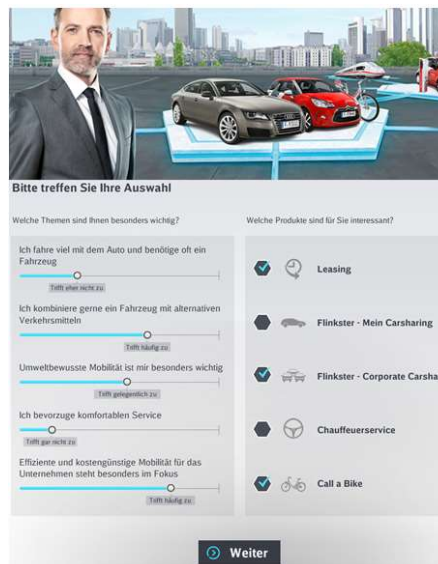 Bitte treffen Sie Ihre Auswahl
Welche Themen sind Ihnen besonders wichtig?
Ich fahre viel mit dem Auto und benötige oft ein
Fahrzeug
Trifft eher nicht zu
Ich kombiniere gerne ein Fahrzeug mit alternativen
Verkehrsmitteln
Trifft häufig zu
Umweltbewusste Mobilität ist mir besonders wichtig
Trifft gelegentlich zu
Ich bevorzuge komfortablen Service
Trifft gar nicht zu
Effiziente und kostengünstige Mobilität für das
Unternehmen steht besonders im Fokus
Trifft häufig zu
Welche Produkte sind für Sie interessant?
Leasing
Flinkster - Mein Carsharing
Flinkster - Corporate Carsha
Chauffeurservice
Call a Bike
Weiter